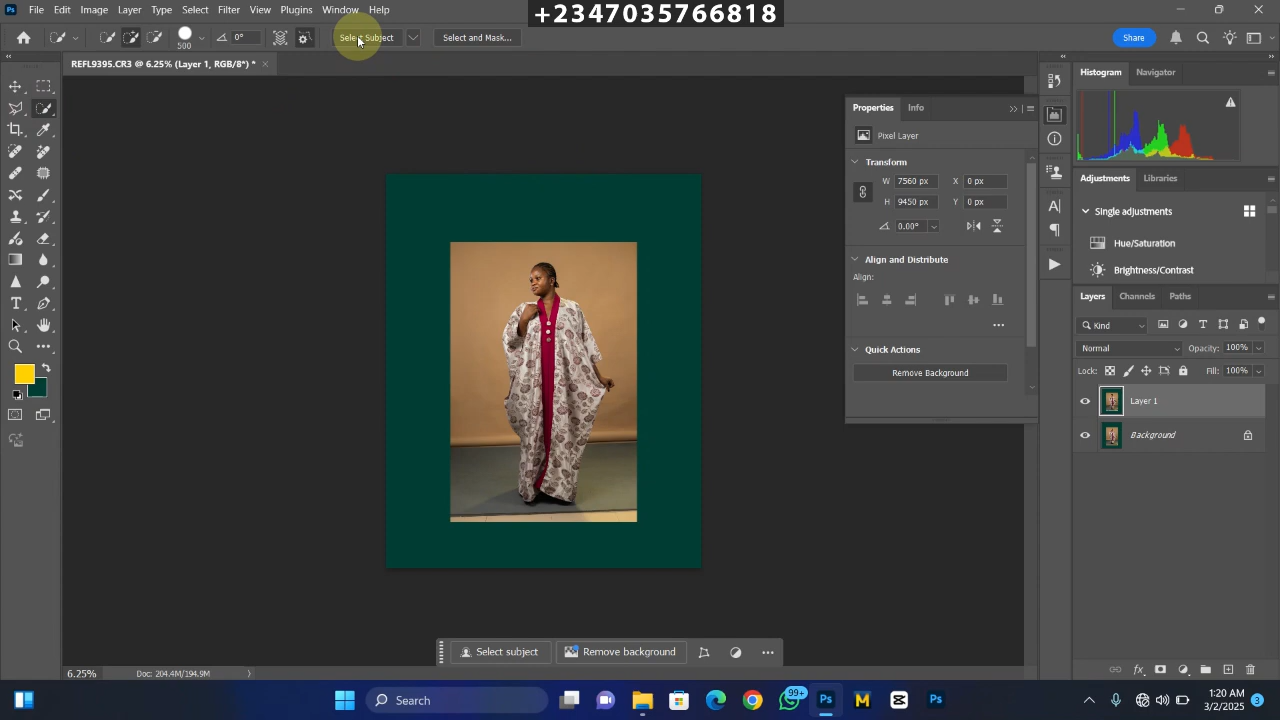 +2347035766818
File Edit Image Layer Type Select Filter View Plugins Window Help
500
0°
Select Subject
Select and Mask...
Share
REFL9395.CR3 @ 6.25% (Layer 1, RGB/8*) *
Properties Info
Pixel Layer
Transform
W 7560 px X 0 px
H 9450 px Y 0 px
0.00°
Align and Distribute
Align:
Quick Actions
Remove Background
Histogram Navigator
Adjustments Libraries
Single adjustments
Hue/Saturation
Brightness/Contrast
Layers Channels Paths
Kind
Normal Opacity: 100%
Lock: Fill: 100%
Layer 1
Background
Select subject Remove background
6.25% Doc: 204.4M/194.9M
Search
99+
1:20 AM
3/2/2025
3